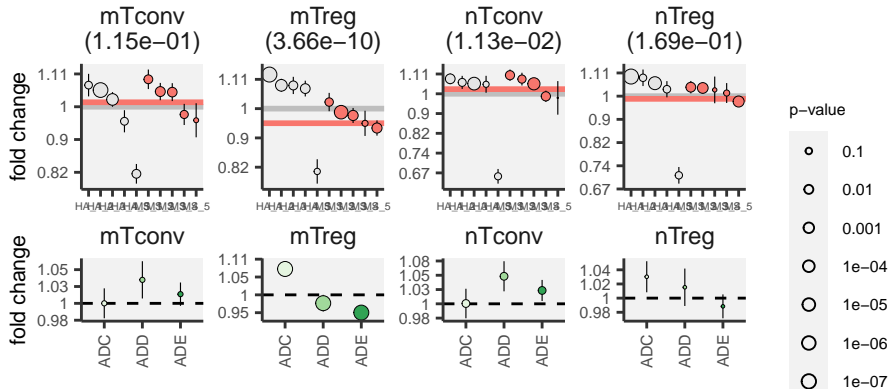 mTconv
(1.15e−01)
mTreg
(3.66e−10)
nTconv
(1.13e−02)
nTreg
(1.69e−01)
fold change
1.11
1
0.9
0.82
1.11
1
0.9
0.82
1.11
1
0.9
0.82
0.74
0.67
1.11
1
0.9
0.82
0.74
0.67
mTconv
mTreg
nTconv
nTreg
fold change
1.05
1.03
1
0.98
1.11
1.05
1
0.95
1.08
1.05
1.03
1
0.98
1.04
1.02
1
0.98
ADC
ADD
ADE
ADC
ADD
ADE
ADC
ADD
ADE
ADC
ADD
ADE
p−value
0.1
0.01
0.001
1e−04
1e−05
1e−06
1e−07